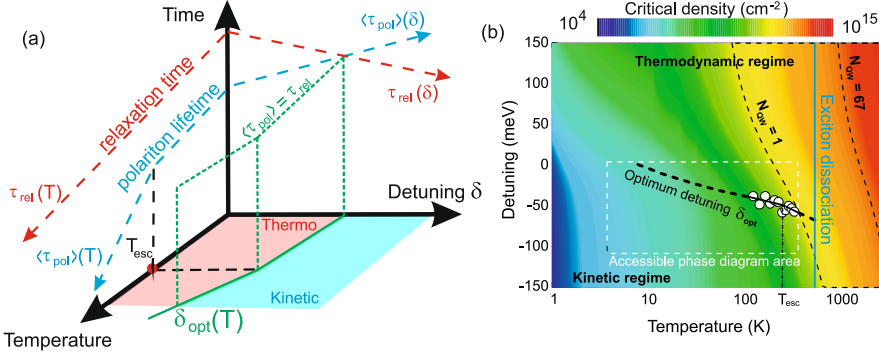 (a)
Time
⟨τpol⟩(δ)
relaxation time
polariton lifetime
⟨τpol⟩ = τrel
τrel(δ)
τrel(T)
Detuning δ
Tesc
Thermo
⟨τpol⟩(T)
Kinetic
δopt(T)
Temperature
(b)
10^4
Critical density (cm^-2)
10^15
150
100
50
0
-50
-100
-150
Detuning (meV)
Thermodynamic regime
NQW = 1
NQW = 67
Exciton dissociation
Optimum detuning δopt
Accessible phase diagram area
Kinetic regime
1
10
100
Tesc
1000
Temperature (K)